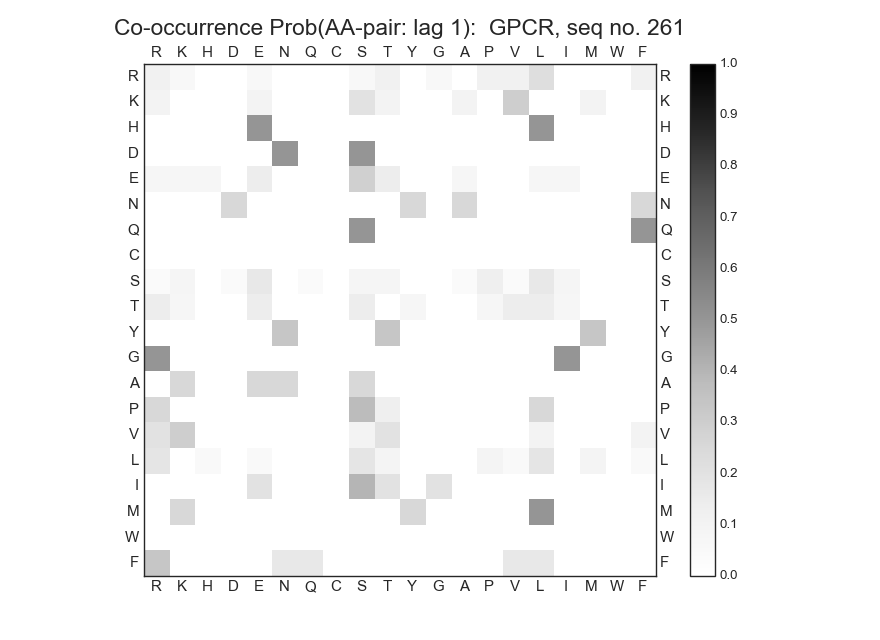 Co-occurrence Prob(AA-pair: lag 1):  GPCR, seq no. 261
R K H D E N Q C S T Y G A P V L I M W F
R R 1.0
K K 0.9
H H
D D 0.8
E E 0.7
N N
Q Q 0.6
C C
S S
T T 0.5
Y Y
G G 0.4
A A
P P 0.3
V V
L L 0.2
I I
M M 0.1
W W
F F 0.0
R K H D E N Q C S T Y G A P V L I M W F